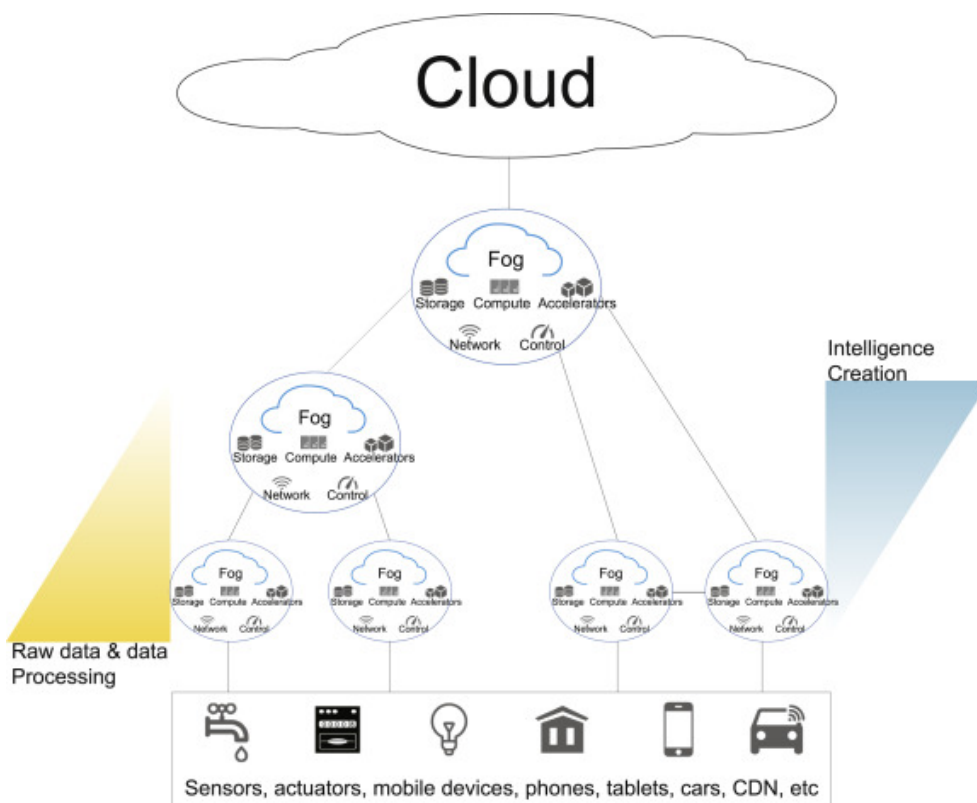 Cloud
Fog
Storage Compute Accelerators
Network Control
Intelligence
Creation
Fog
Storage Compute Accelerators
Network Control
Fog
Storage Compute Accelerators
Network Control
Fog
Storage Compute Accelerators
Network Control
Fog
Storage Compute Accelerators
Network Control
Fog
Storage Compute Accelerators
Network Control
Raw data & data
Processing
Sensors, actuators, mobile devices, phones, tablets, cars, CDN, etc